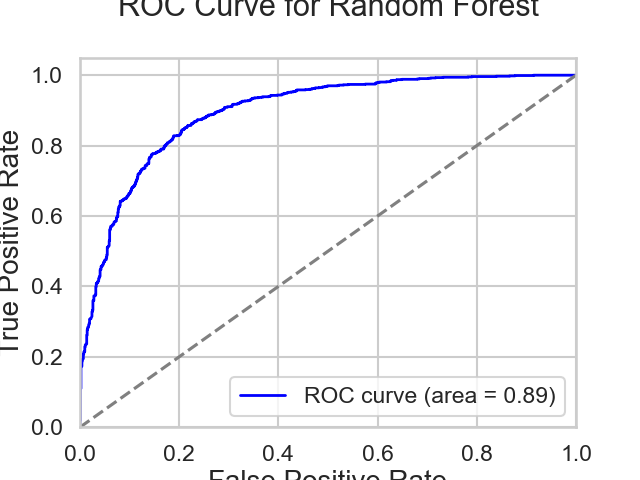 ROC Curve for Random Forest
1.0
0.8
0.6
0.4
0.2
0.0
True Positive Rate
ROC curve (area = 0.89)
0.0 0.2 0.4 0.6 0.8 1.0
False Positive Rate